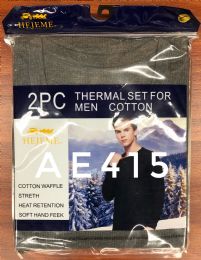 HEJEME
2PC THERMAL SET FOR
MEN COTTON
HEJEME
AE415
COTTON WAFFLE
STRETH
HEAT RETENTION
SOFT HAND FEEK